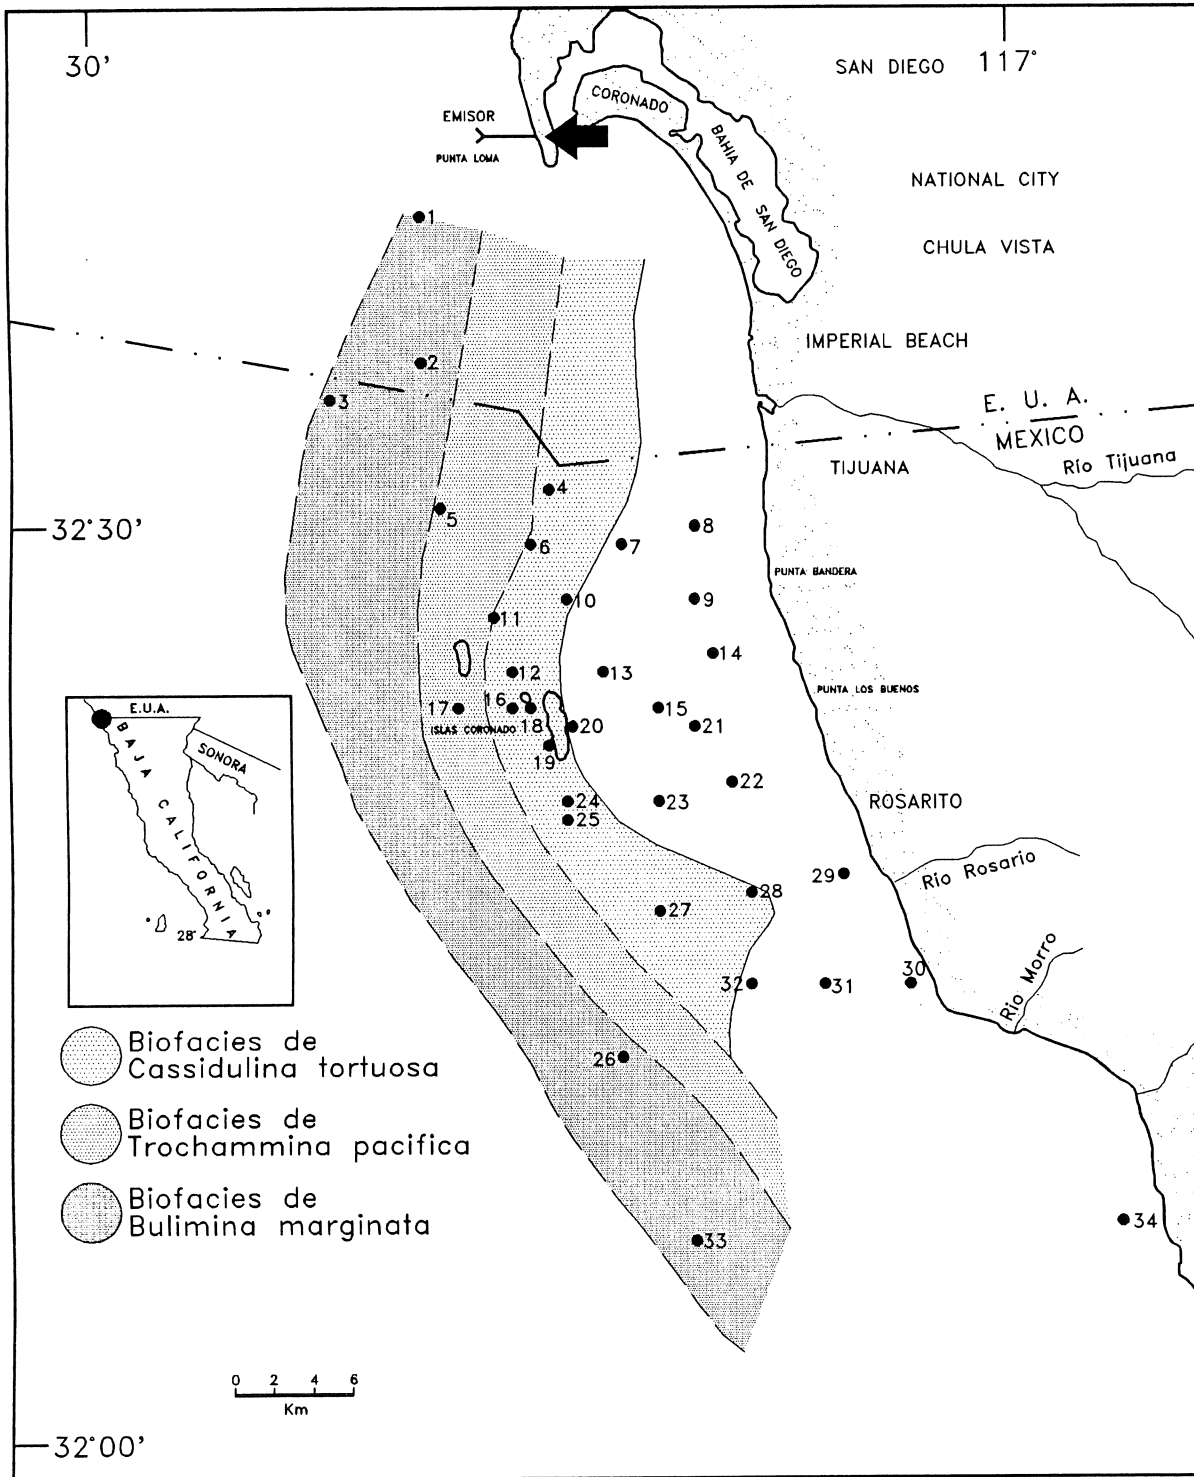 30'
SAN DIEGO 117°
EMISOR
PUNTA LOMA
CORONADO
BAHIA DE SAN DIEGO
NATIONAL CITY
CHULA VISTA
IMPERIAL BEACH
E. U. A.
MEXICO
TIJUANA
Río Tijuana
32°30'
PUNTA BANDERA
PUNTA LOS BUENOS
ISLAS CORONADO
ROSARITO
Río Rosario
Río Morro
1
2
3
4
5
6
7
8
9
10
11
12
13
14
15
16
17
18
19
20
21
22
23
24
25
26
27
28
29
30
31
32
33
34
E.U.A.
BAJA CALIFORNIA
SONORA
28°
Biofacies de
Cassidulina tortuosa
Biofacies de
Trochammina pacifica
Biofacies de
Bulimina marginata
0 2 4 6
Km
32°00'